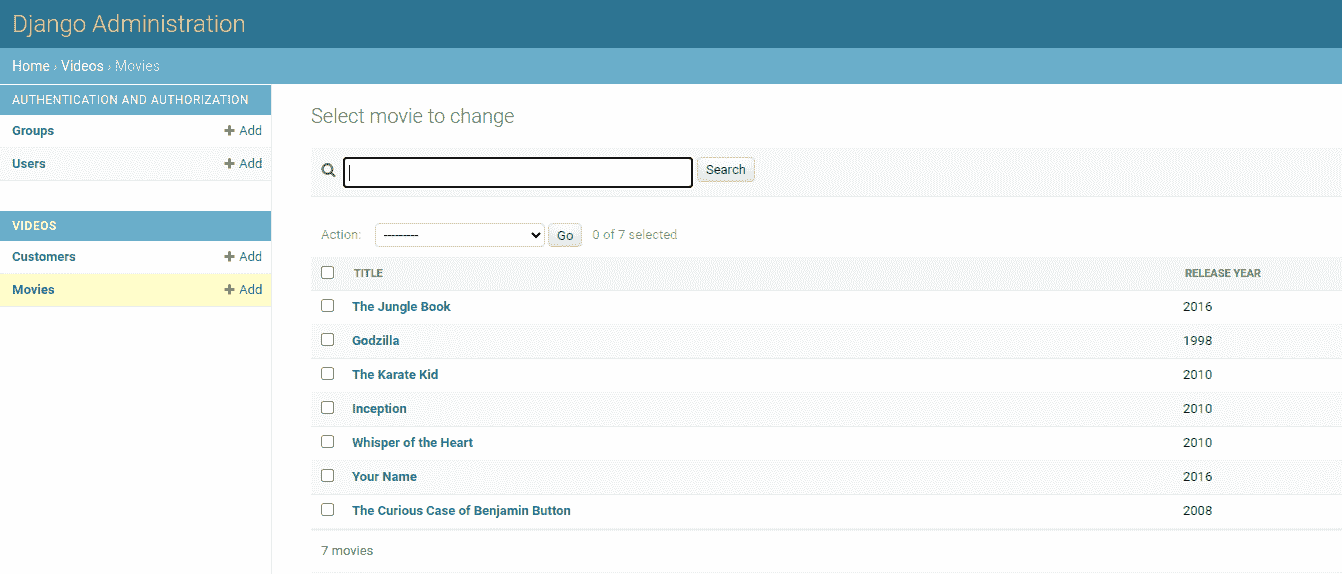 Django Administration
Home › Videos › Movies
AUTHENTICATION AND AUTHORIZATION
Groups + Add
Users + Add
VIDEOS
Customers + Add
Movies + Add
Select movie to change
Search
Action: --------- Go 0 of 7 selected
TITLE RELEASE YEAR
The Jungle Book 2016
Godzilla 1998
The Karate Kid 2010
Inception 2010
Whisper of the Heart 2010
Your Name 2016
The Curious Case of Benjamin Button 2008
7 movies